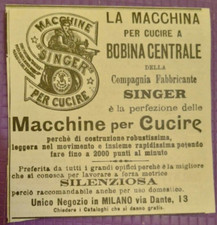 MACCHINE
SINGER
PER CUCIRE
LA MACCHINA
PER CUCIRE A
BOBINA CENTRALE
DELLA
Compagnia Fabbricante
SINGER
è la perfezione delle
Macchine per Cucire
perchè di costruzione robustissima,
leggera nel movimento e insieme rapidissima potendo
fare fino a 2000 punti al minuto
Preferita da tutti i grandi opifici perchè è la migliore
che si conosca per lavorare a forza motrice
SILENZIOSA
perciò raccomandabile anche per uso domestico.
Unico Negozio in MILANO via Dante, 13
Chiedere i Cataloghi che si danno gratis.